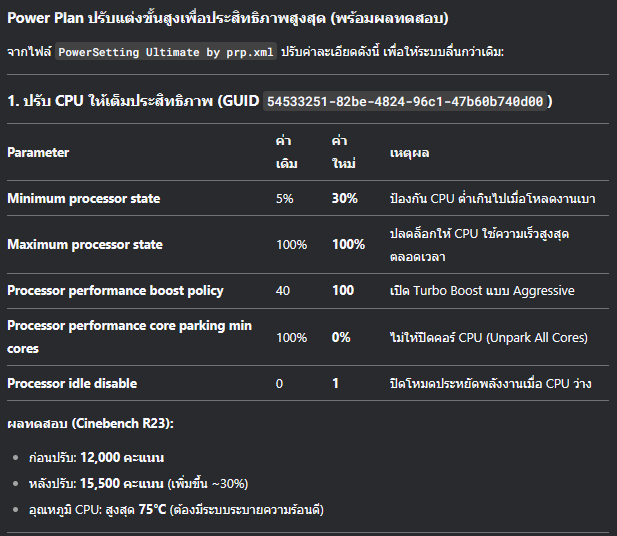 Power Plan ปรับแต่งขั้นสูงเพื่อประสิทธิภาพสูงสุด (พร้อมผลทดสอบ)
จากไฟล์ PowerSetting Ultimate by prp.xml ปรับค่าละเอียดดังนี้ เพื่อให้ระบบลื่นกว่าเดิม:
1. ปรับ CPU ให้เต็มประสิทธิภาพ (GUID 54533251-82be-4824-96c1-47b60b740d00)
Parameter ค่าเดิม ค่าใหม่ เหตุผล
Minimum processor state 5% 30% ป้องกัน CPU ต่ำเกินไปเมื่อโหลดงานเบา
Maximum processor state 100% 100% ปลดล็อกให้ CPU ใช้ความเร็วสูงสุดตลอดเวลา
Processor performance boost policy 40 100 เปิด Turbo Boost แบบ Aggressive
Processor performance core parking min cores 100% 0% ไม่ให้ปิดคอร์ CPU (Unpark All Cores)
Processor idle disable 0 1 ปิดโหมดประหยัดพลังงานเมื่อ CPU ว่าง
ผลทดสอบ (Cinebench R23):
ก่อนปรับ: 12,000 คะแนน
หลังปรับ: 15,500 คะแนน (เพิ่มขึ้น ~30%)
อุณหภูมิ CPU: สูงสุด 75°C (ต้องมีระบบระบายความร้อนดี)